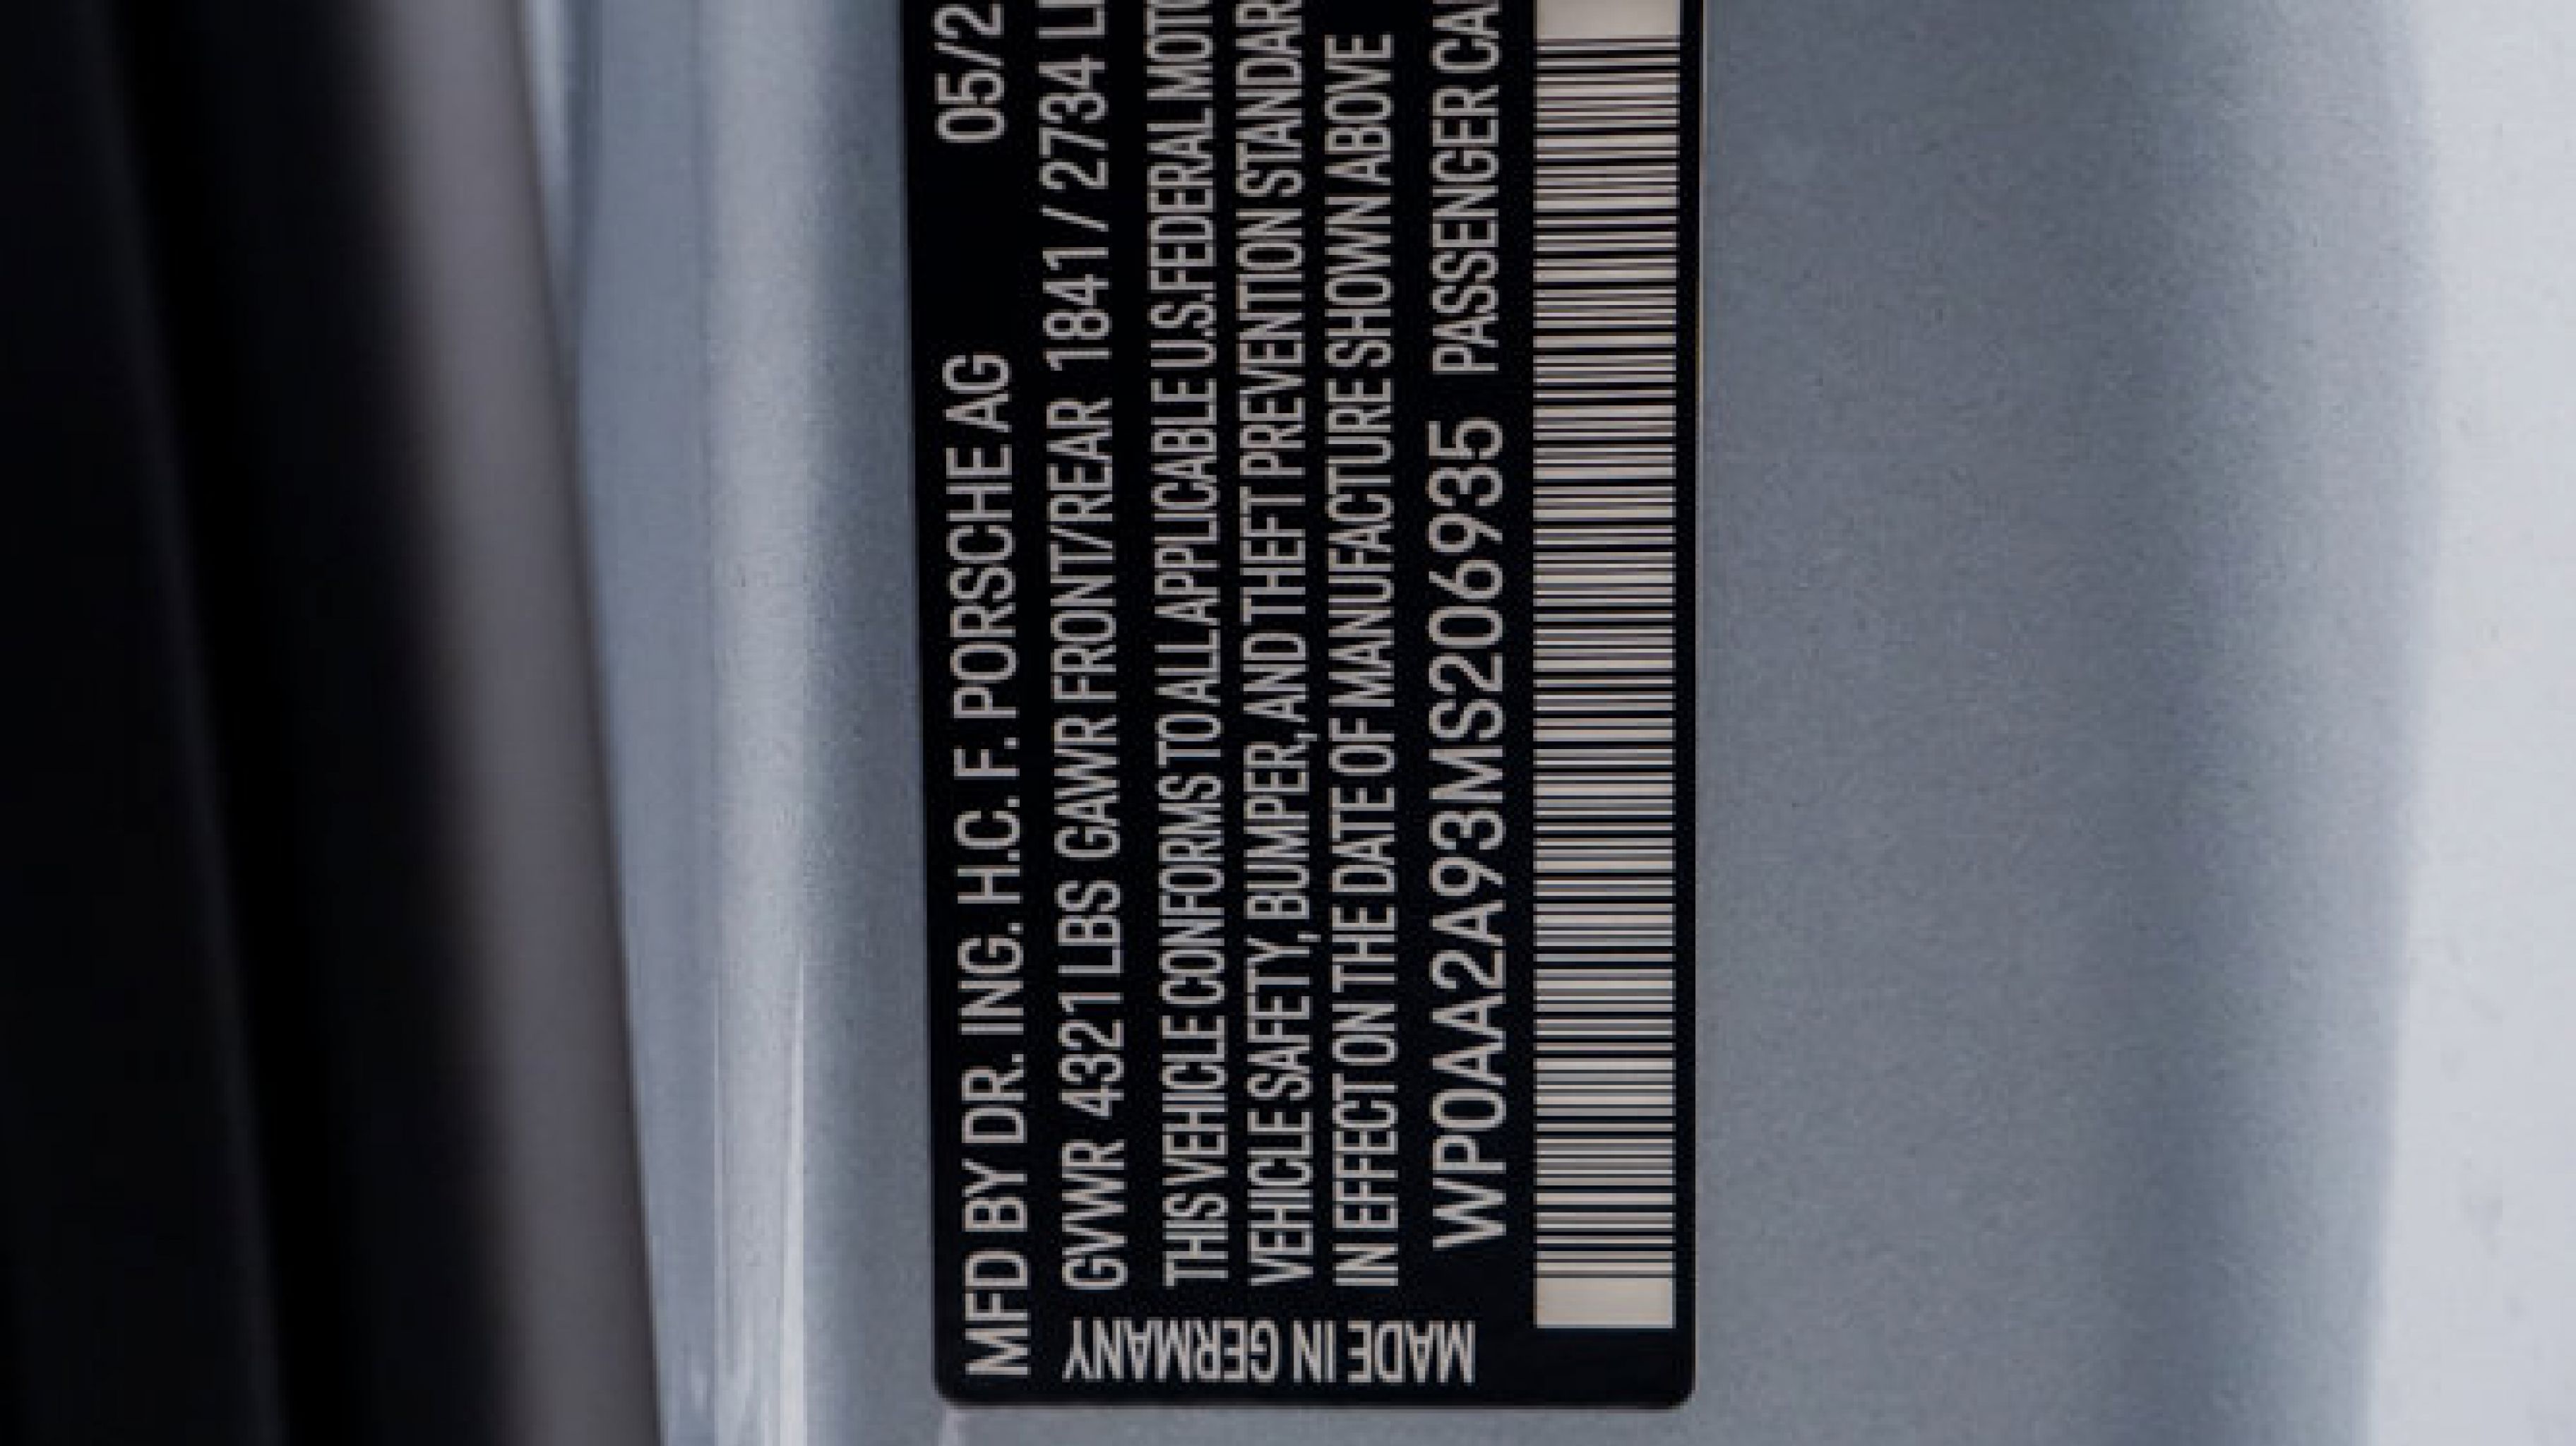 MFD BY DR. ING. H.C. F. PORSCHE AG 05/2
GVWR 4321 LBS GAWR FRONT/REAR 1841 / 2734
THIS VEHICLE CONFORMS TO ALL APPLICABLE U.S. FEDERAL
VEHICLE SAFETY, BUMPER, AND THEFT PREVENTION
IN EFFECT ON THE DATE OF MANUFACTURE SHOWN ABOVE
WP0AA2A93MS206935 PASSENGER
MADE IN GERMANY